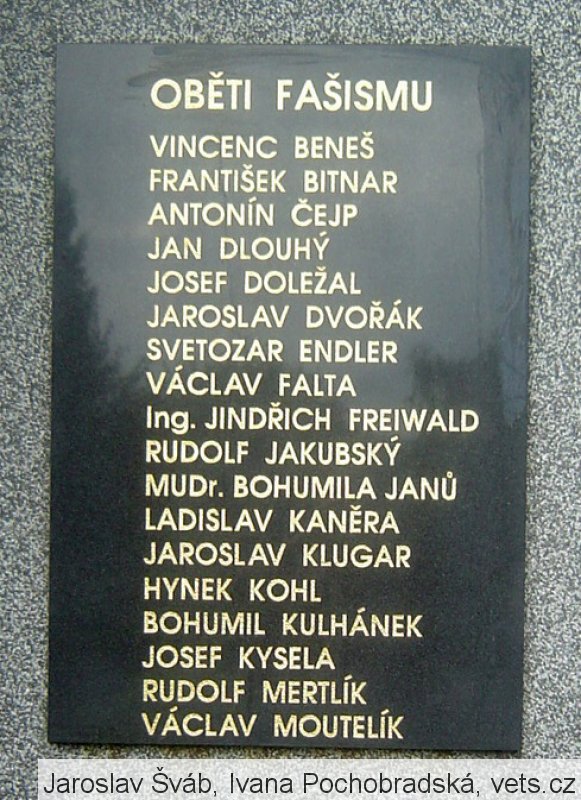 OBĚTI FAŠISMU
VINCENC BENEŠ
FRANTIŠEK BITNAR
ANTONÍN ČEJP
JAN DLOUHÝ
JOSEF DOLEŽAL
JAROSLAV DVOŘÁK
SVETOZAR ENDLER
VÁCLAV FALTA
Ing. JINDŘICH FREIWALD
RUDOLF JAKUBSKÝ
MUDr. BOHUMILA JANŮ
LADISLAV KANĚRA
JAROSLAV KLUGAR
HYNEK KOHL
BOHUMIL KULHÁNEK
JOSEF KYSELA
RUDOLF MERTLÍK
VÁCLAV MOUTELÍK
Jaroslav Šváb, Ivana Pochobradská, vets.cz